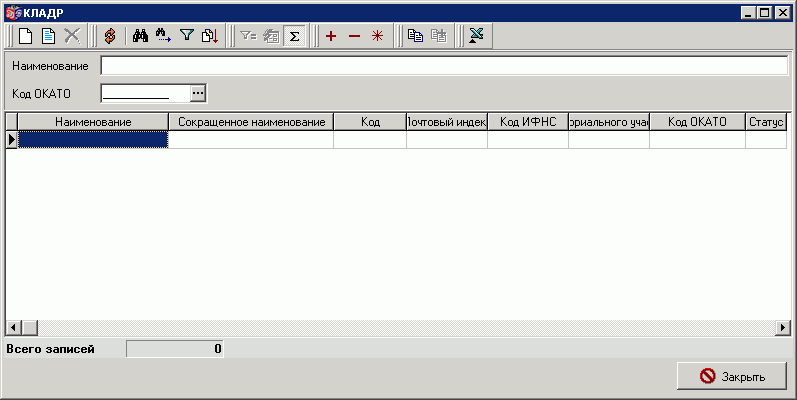 КЛАДР
Наименование
Код ОКАТО
Наименование Сокращенное наименование Код Почтовый индек Код ИФНС ориального учас Код ОКАТО Статус
Всего записей 0
Закрыть